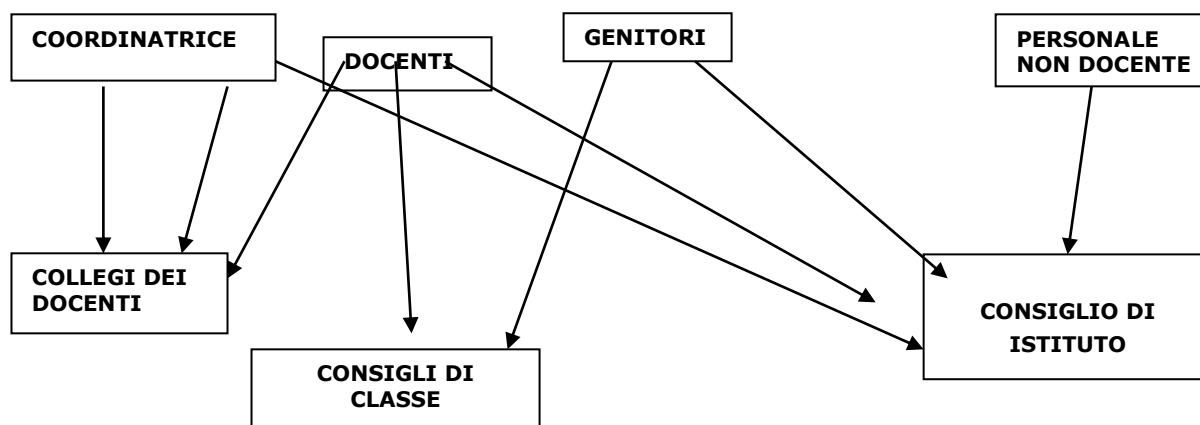 COORDINATRICE
DOCENTI
GENITORI
PERSONALE
NON DOCENTE
COLLEGI DEI
DOCENTI
CONSIGLI DI
CLASSE
CONSIGLIO DI
ISTITUTO